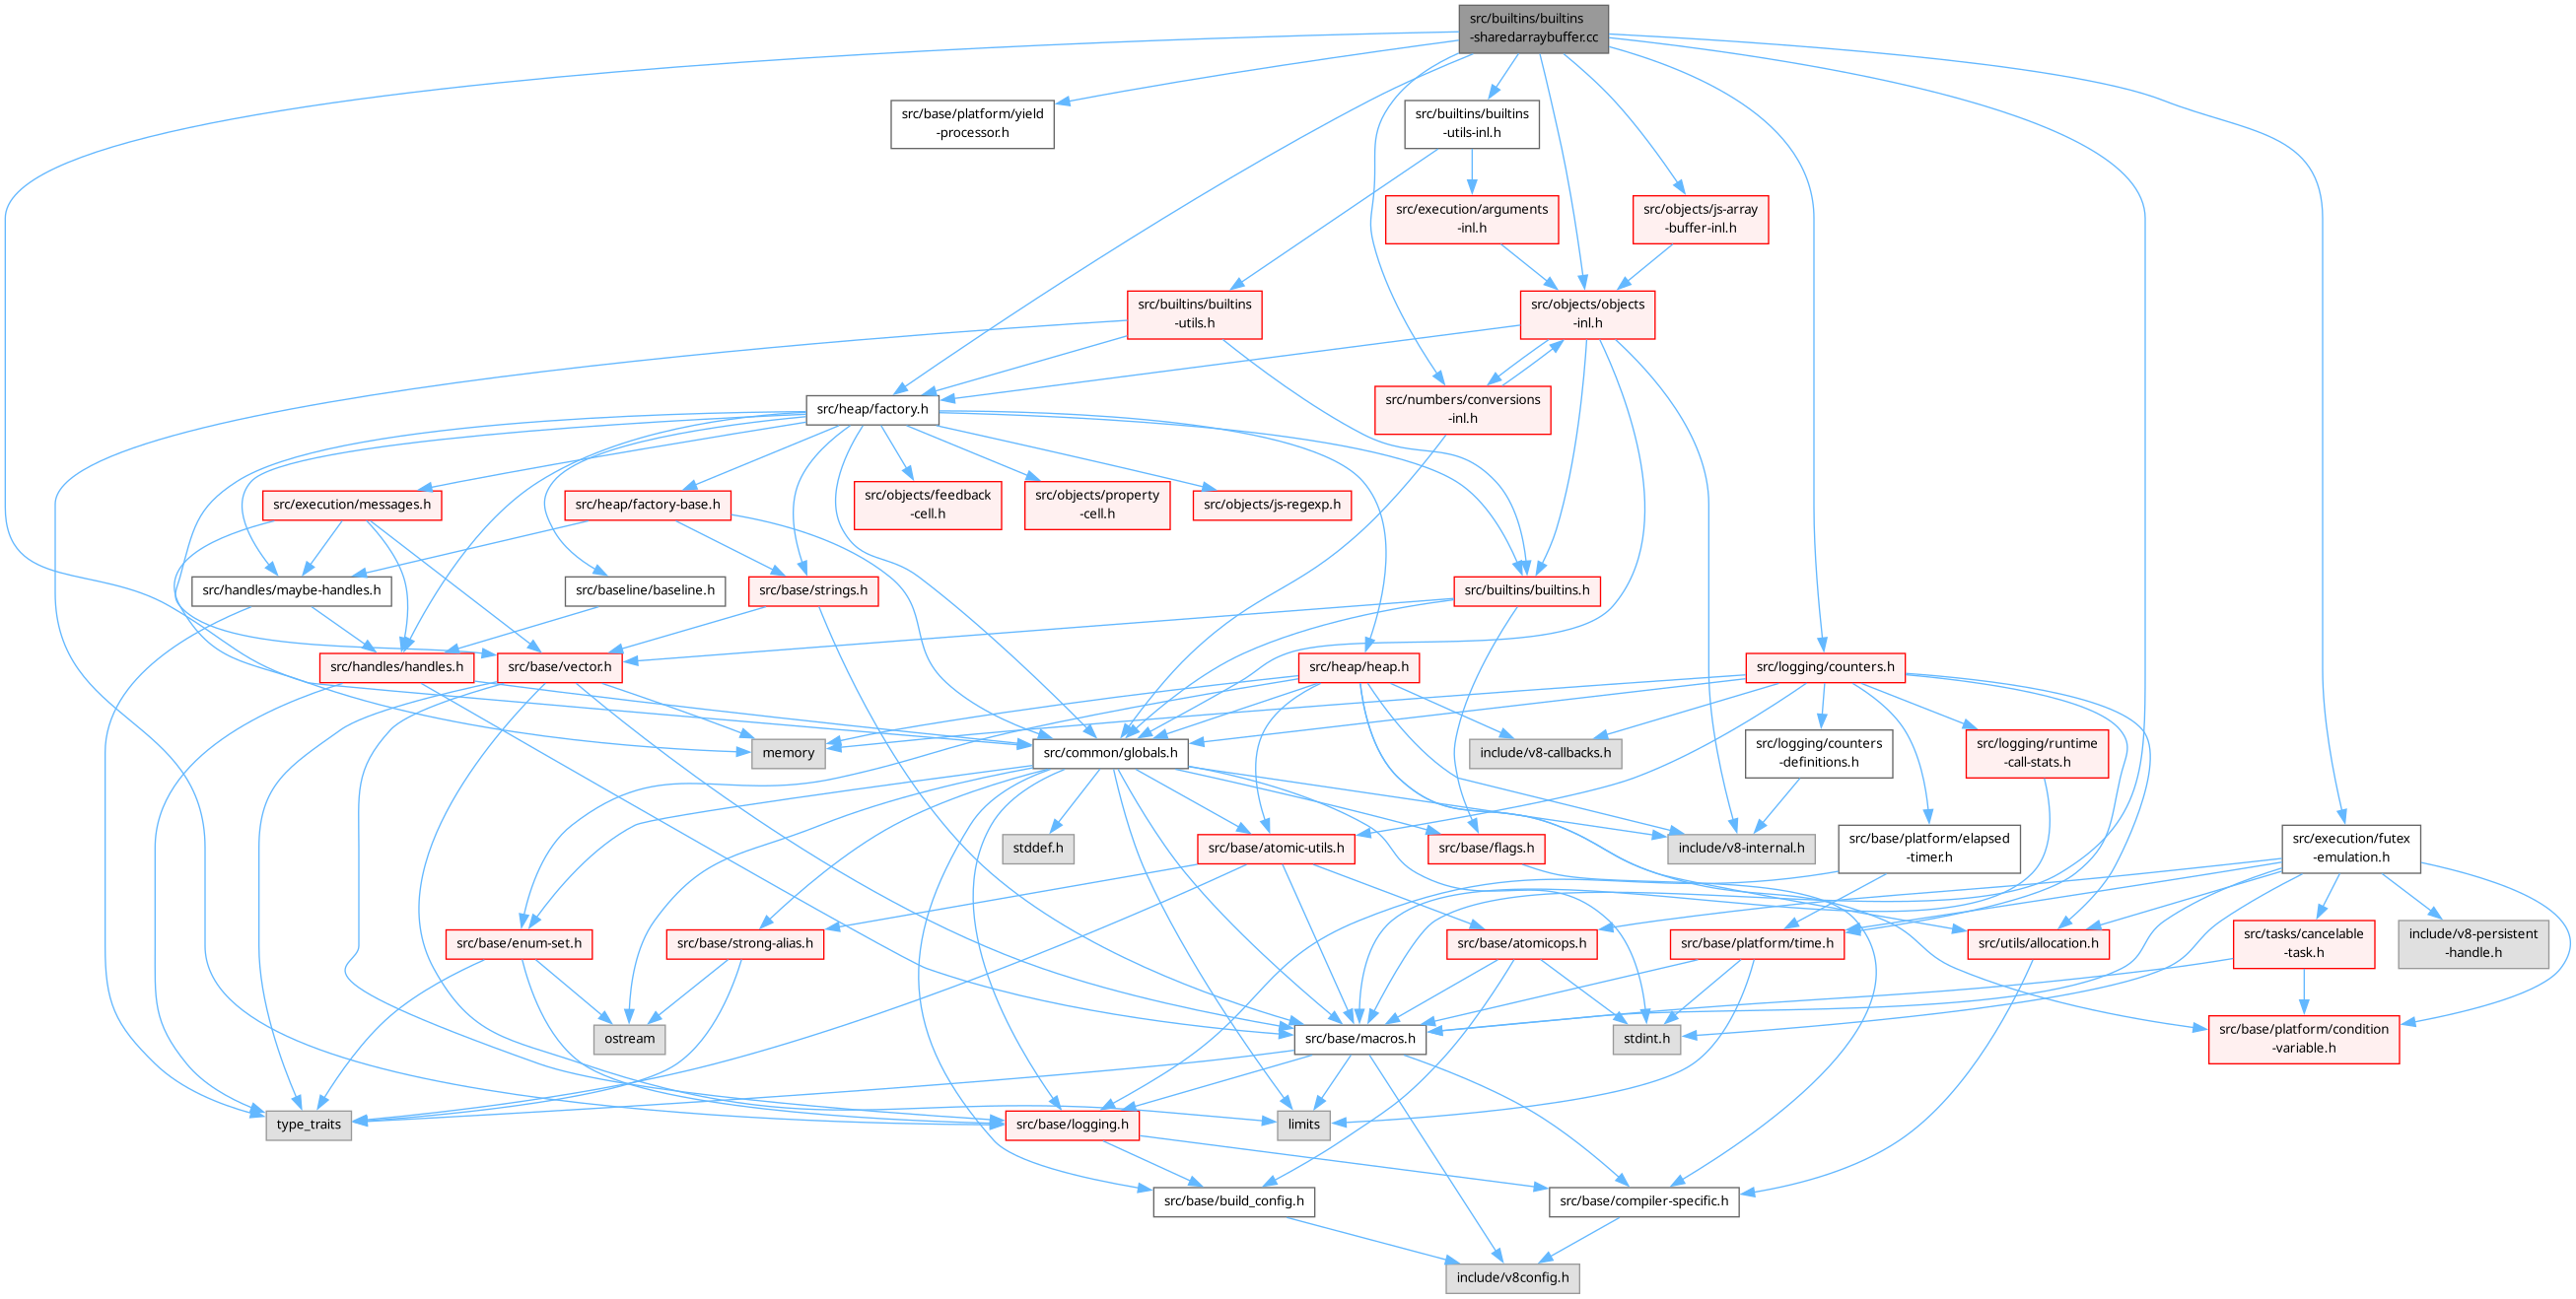 src/builtins/builtins
-sharedarraybuffer.cc
src/base/platform/yield
-processor.h
src/builtins/builtins
-utils-inl.h
src/execution/arguments
-inl.h
src/objects/js-array
-buffer-inl.h
src/builtins/builtins
-utils.h
src/objects/objects
-inl.h
src/heap/factory.h
src/numbers/conversions
-inl.h
src/execution/messages.h
src/heap/factory-base.h
src/objects/feedback
-cell.h
src/objects/property
-cell.h
src/objects/js-regexp.h
src/handles/maybe-handles.h
src/baseline/baseline.h
src/base/strings.h
src/builtins/builtins.h
src/handles/handles.h
src/base/vector.h
src/heap/heap.h
src/logging/counters.h
memory
src/common/globals.h
include/v8-callbacks.h
src/logging/counters
-definitions.h
src/logging/runtime
-call-stats.h
stddef.h
src/base/atomic-utils.h
src/base/flags.h
include/v8-internal.h
src/base/platform/elapsed
-timer.h
src/execution/futex
-emulation.h
src/base/enum-set.h
src/base/strong-alias.h
src/base/atomicops.h
src/base/platform/time.h
src/utils/allocation.h
src/tasks/cancelable
-task.h
include/v8-persistent
-handle.h
ostream
src/base/macros.h
stdint.h
src/base/platform/condition
-variable.h
type_traits
src/base/logging.h
limits
src/base/build_config.h
src/base/compiler-specific.h
include/v8config.h